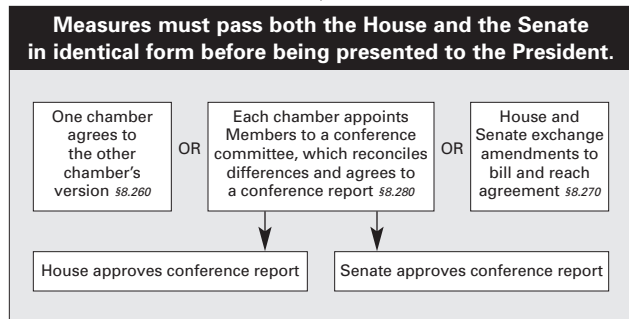 Measures must pass both the House and the Senate
in identical form before being presented to the President.
One chamber
agrees to
the other
chamber's
version §8.260
OR
Each chamber appoints
Members to a conference
committee, which reconciles
differences and agrees to
a conference report §8.280
OR
House and
Senate exchange
amendments to
bill and reach
agreement §8.270
House approves conference report
Senate approves conference report